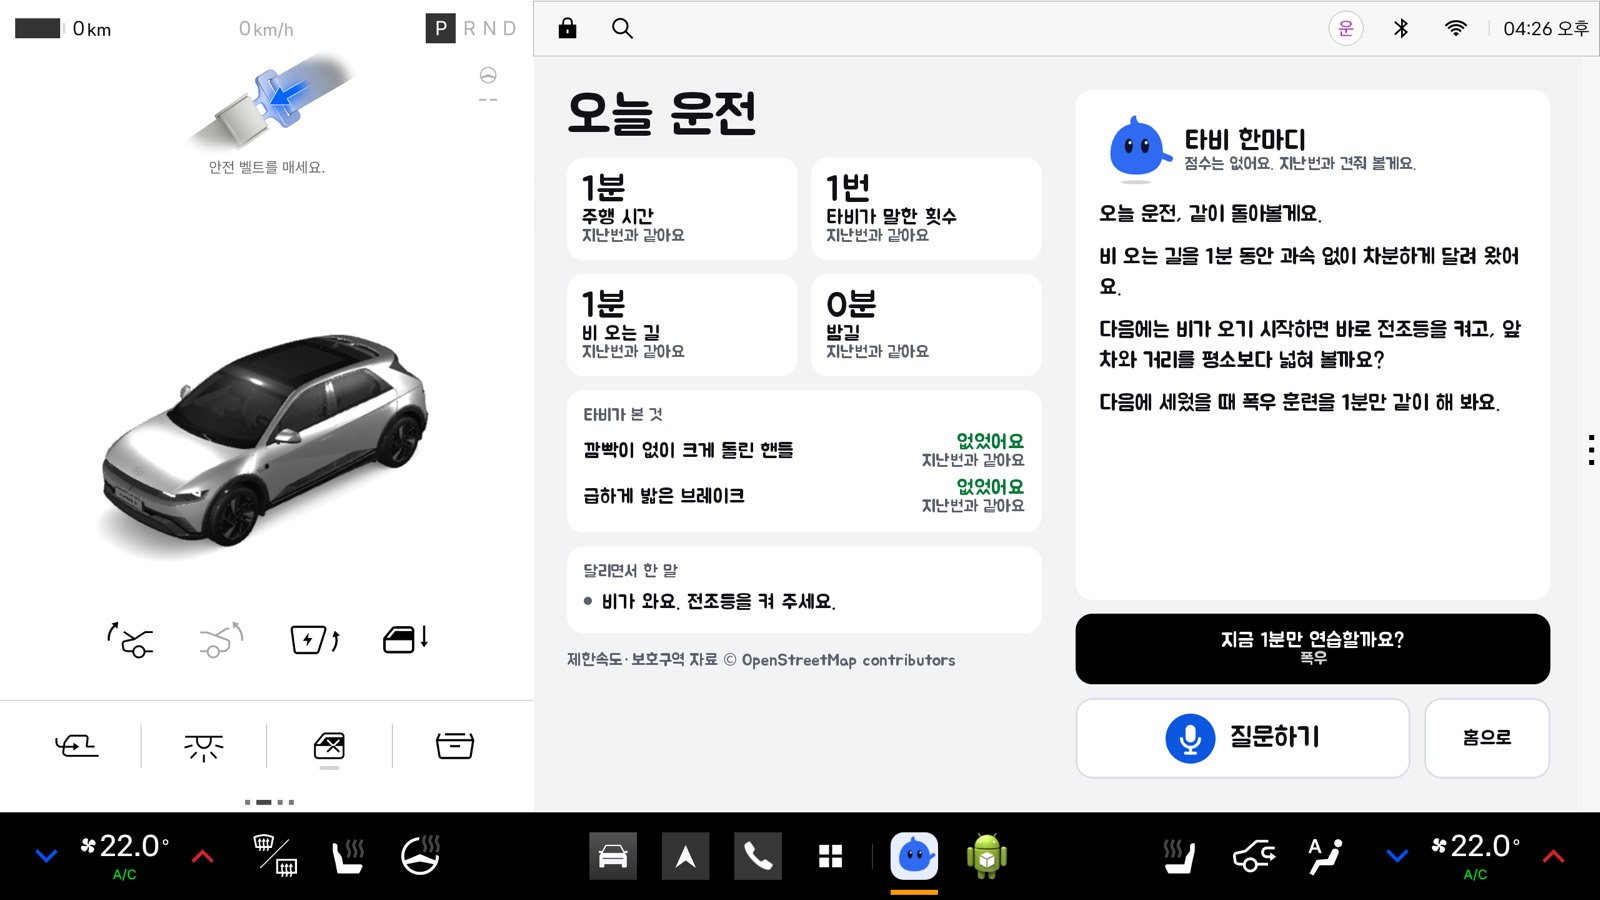 0km
0km/h
P R N D
--
안전 벨트를 매세요.
운
04:26 오후
오늘 운전
1분
주행 시간
지난번과 같아요
1번
타비가 말한 횟수
지난번과 같아요
1분
비 오는 길
지난번과 같아요
0분
밤길
지난번과 같아요
타비가 본 것
깜빡이 없이 크게 돌린 핸들
없었어요
지난번과 같아요
급하게 밟은 브레이크
없었어요
지난번과 같아요
달리면서 한 말
• 비가 와요. 전조등을 켜 주세요.
제한속도·보호구역 자료 © OpenStreetMap contributors
타비 한마디
점수는 없어요. 지난번과 견줘 볼게요.
오늘 운전, 같이 돌아볼게요.
비 오는 길을 1분 동안 과속 없이 차분하게 달려 왔어
요.
다음에는 비가 오기 시작하면 바로 전조등을 켜고, 앞
차와 거리를 평소보다 넓혀 볼까요?
다음에 세웠을 때 폭우 훈련을 1분만 같이 해 봐요.
지금 1분만 연습할까요?
폭우
질문하기
홈으로
22.0°
A/C
A
22.0°
A/C